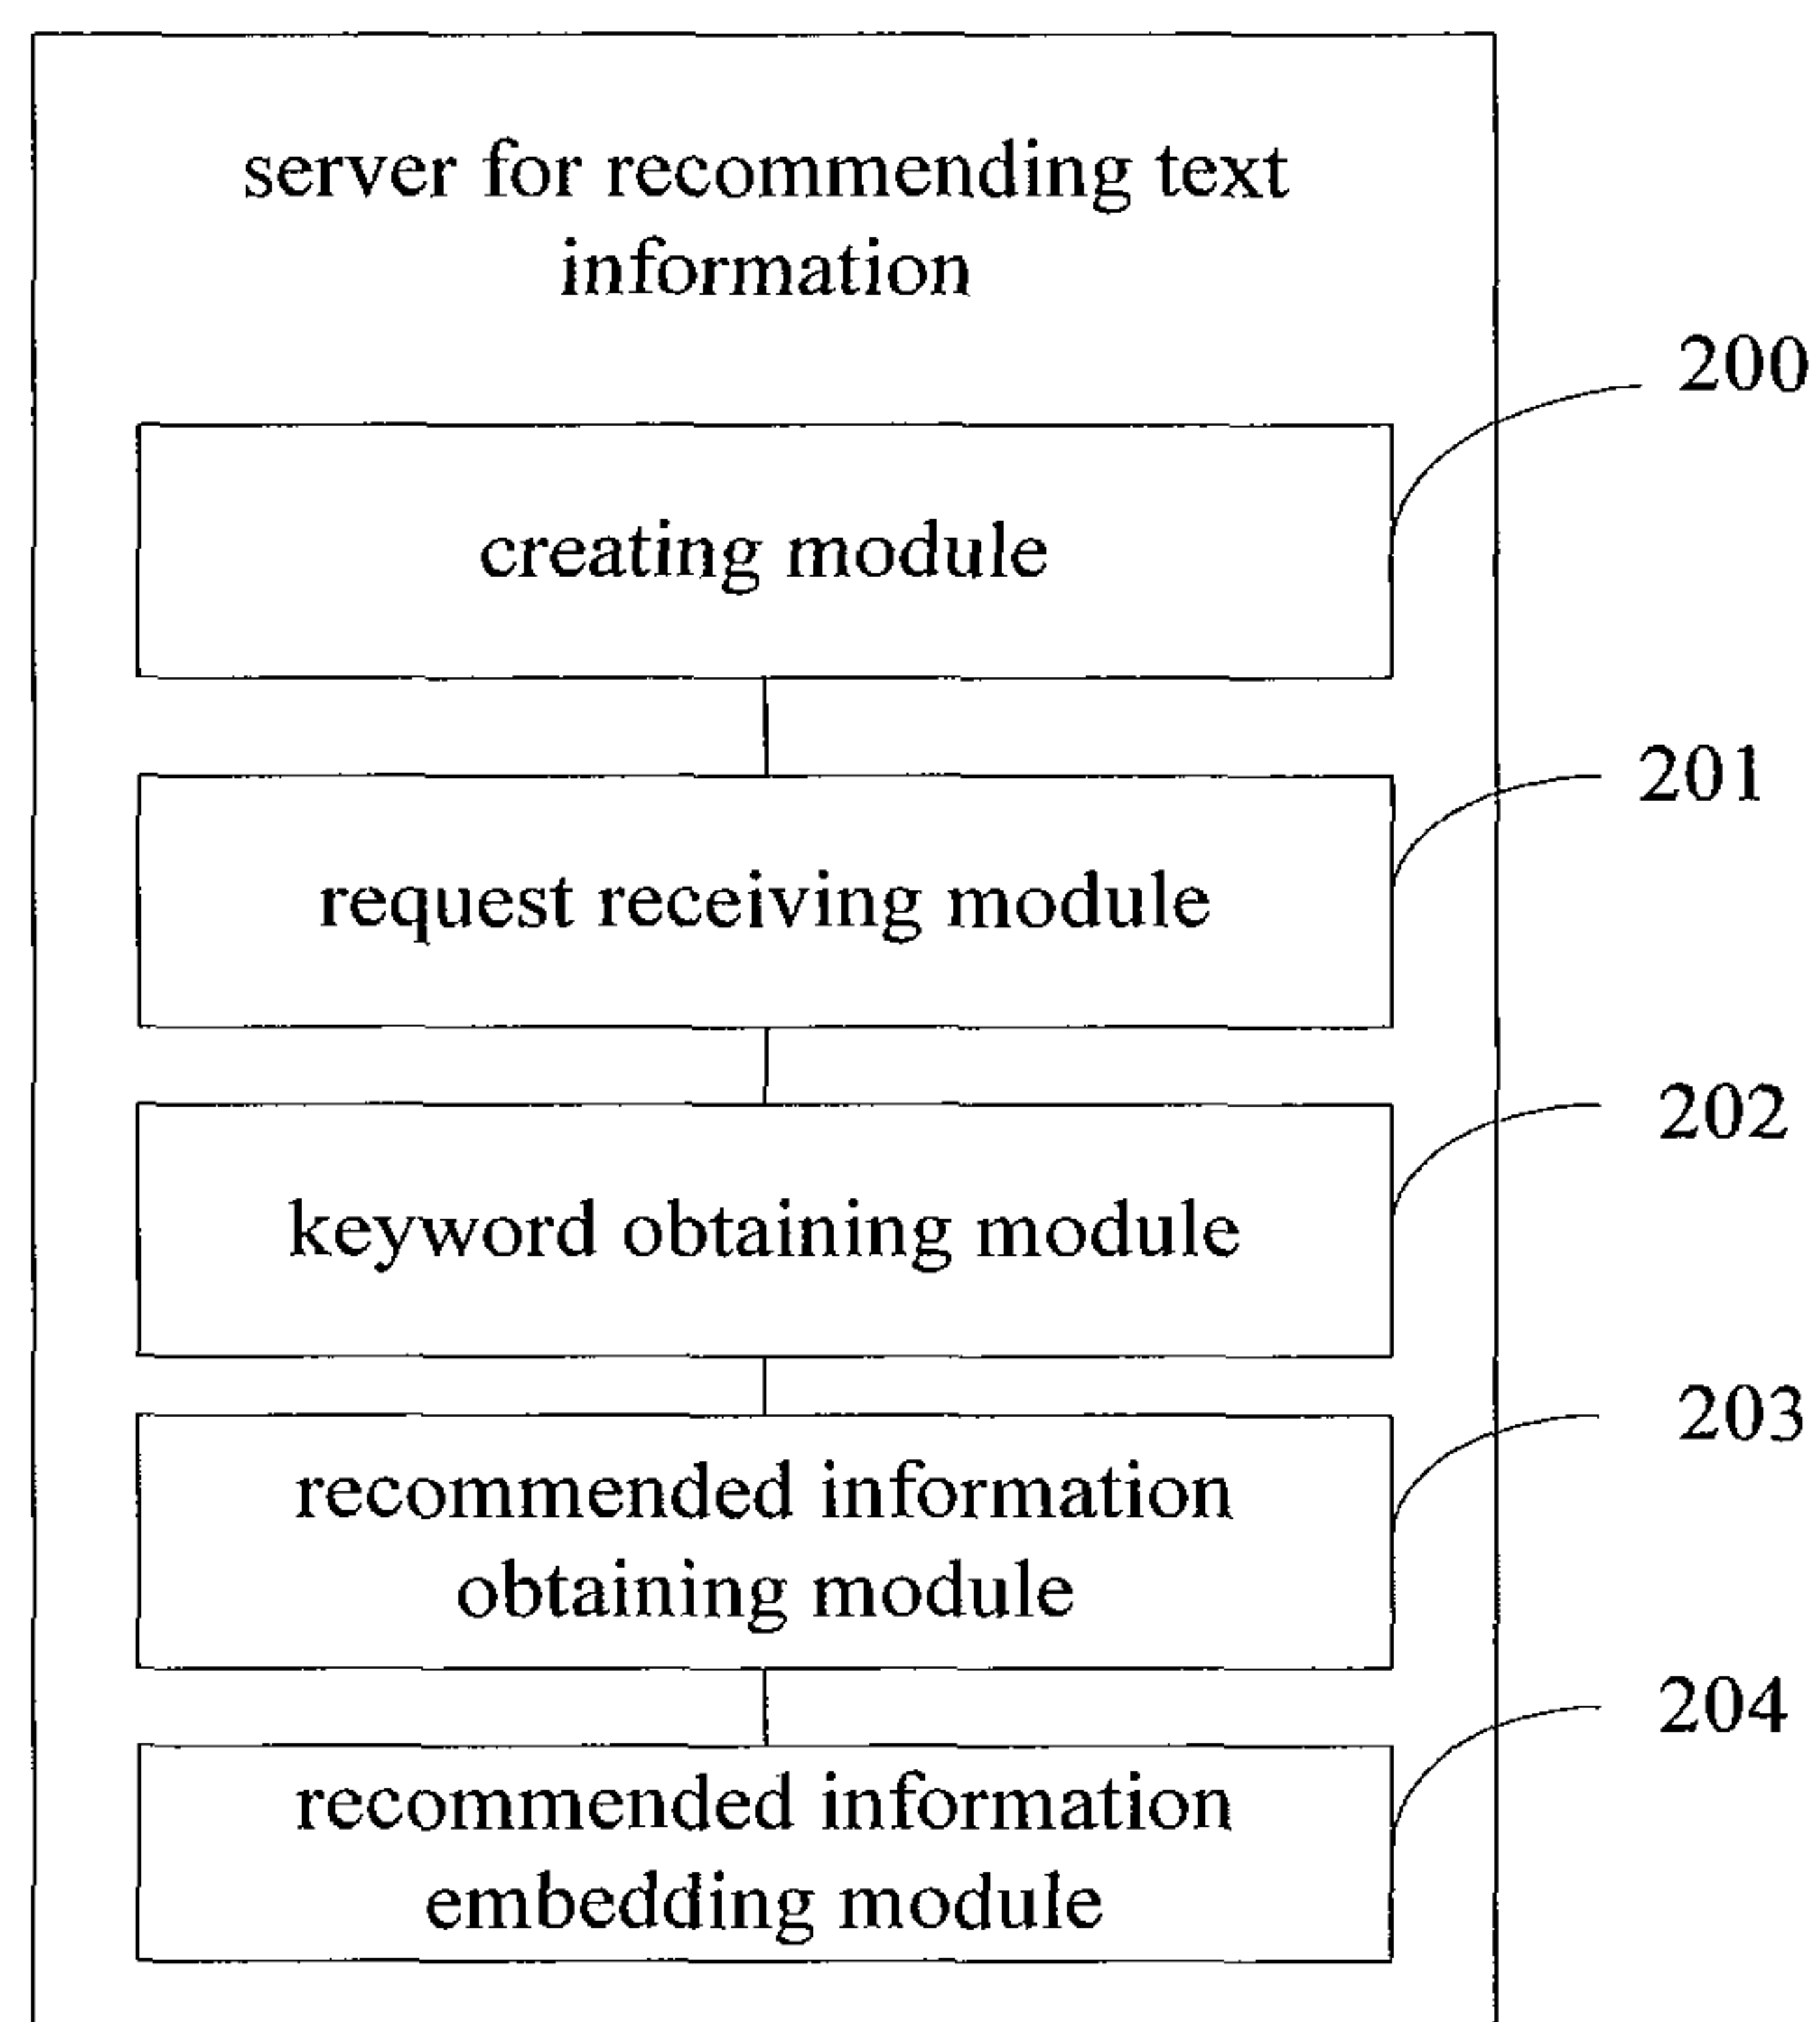 server for recommending text
information
200
creating module
201
request receiving module
202
keyword obtaining module
203
recommended information
obtaining module
204
recommended information
embedding module